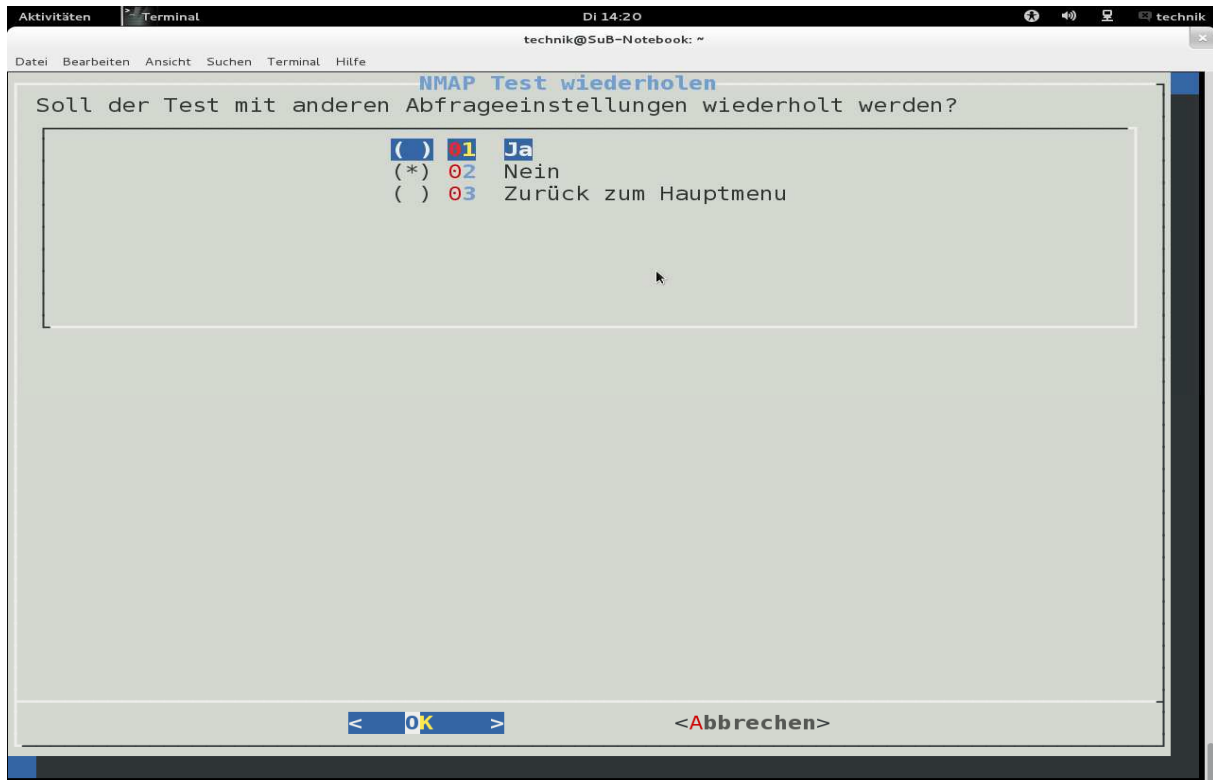 Aktivitäten Terminal Di 14:20 technik
technik@SuB-Notebook: ~
Datei Bearbeiten Ansicht Suchen Terminal Hilfe
NMAP Test wiederholen
Soll der Test mit anderen Abfrageeinstellungen wiederholt werden?
( ) 01 Ja
(*) 02 Nein
( ) 03 Zurück zum Hauptmenu
< OK > <Abbrechen>